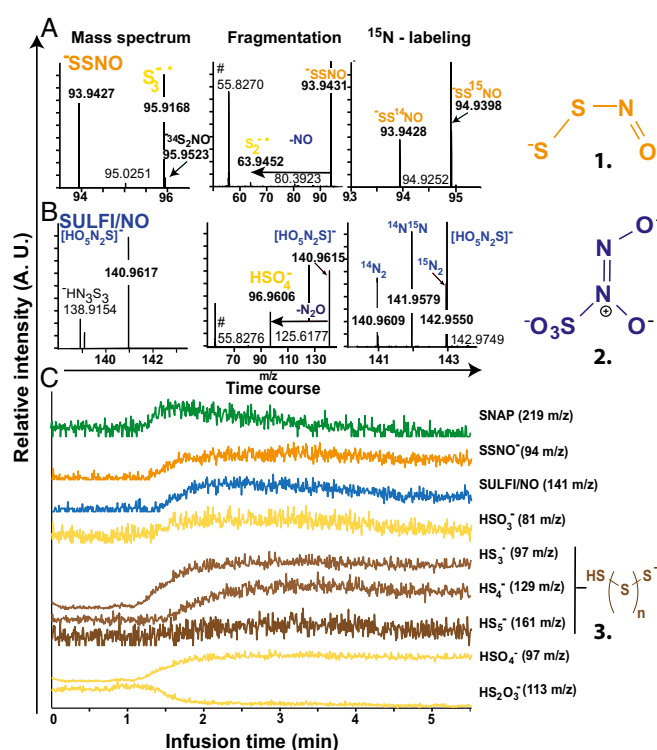 A
Mass spectrum
Fragmentation
¹⁵N - labeling
⁻SSNO
93.9427
S₃⁻•
95.9168
⁻³⁴S₂NO
95.9523
95.0251
94
96
#
55.8270
⁻SSNO
93.9431
S₂⁻•
-NO
63.9452
80.3923
50
60
70
80
90
⁻SS¹⁵NO
94.9398
⁻SS¹⁴NO
93.9428
94.9252
93
94
95
S
N
⁻S
O
1.
B
SULFI/NO
[HO₅N₂S]⁻
140.9617
⁻HN₃S₃
138.9154
140
142
[HO₅N₂S]⁻
140.9615
HSO₄⁻
96.9606
-N₂O
#
55.8276
125.6177
70
100
130
¹⁴N¹⁵N
[HO₅N₂S]⁻
¹⁴N₂
¹⁵N₂
141.9579
140.9609
142.9550
142.9749
141
143
O⁻
N
N
⊕
⁻O₃S
O⁻
2.
m/z
Relative intensity (A. U.)
C
Time course
SNAP (219 m/z)
SSNO⁻ (94 m/z)
SULFI/NO (141 m/z)
HSO₃⁻ (81 m/z)
HS₃⁻ (97 m/z)
HS₄⁻ (129 m/z)
HS₅⁻ (161 m/z)
HSO₄⁻ (97 m/z)
HS₂O₃⁻ (113 m/z)
HS
S⁻
(S)
n
3.
0
1
2
3
4
5
Infusion time (min)